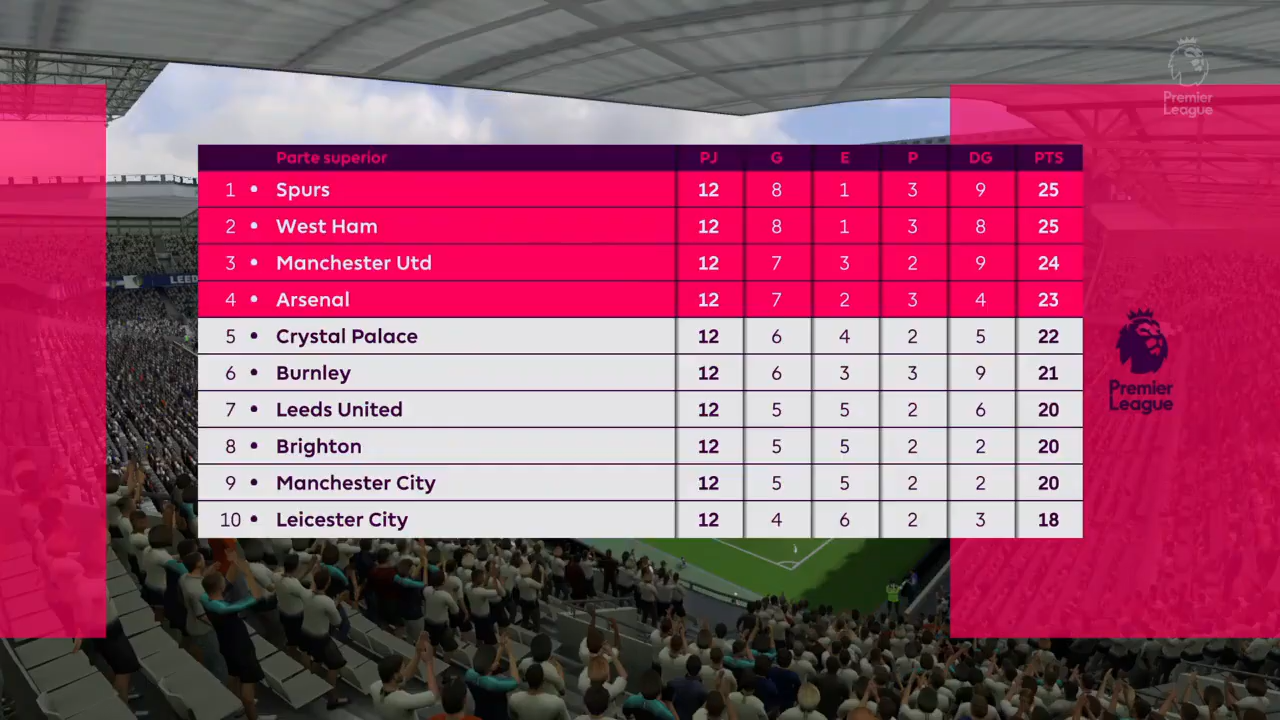 Premier
League
Parte superior PJ G E P DG PTS
1 • Spurs 12 8 1 3 9 25
2 • West Ham 12 8 1 3 8 25
3 • Manchester Utd 12 7 3 2 9 24
4 • Arsenal 12 7 2 3 4 23
5 • Crystal Palace 12 6 4 2 5 22
6 • Burnley 12 6 3 3 9 21
7 • Leeds United 12 5 5 2 6 20
8 • Brighton 12 5 5 2 2 20
9 • Manchester City 12 5 5 2 2 20
10 • Leicester City 12 4 6 2 3 18
LEED
Premier
League